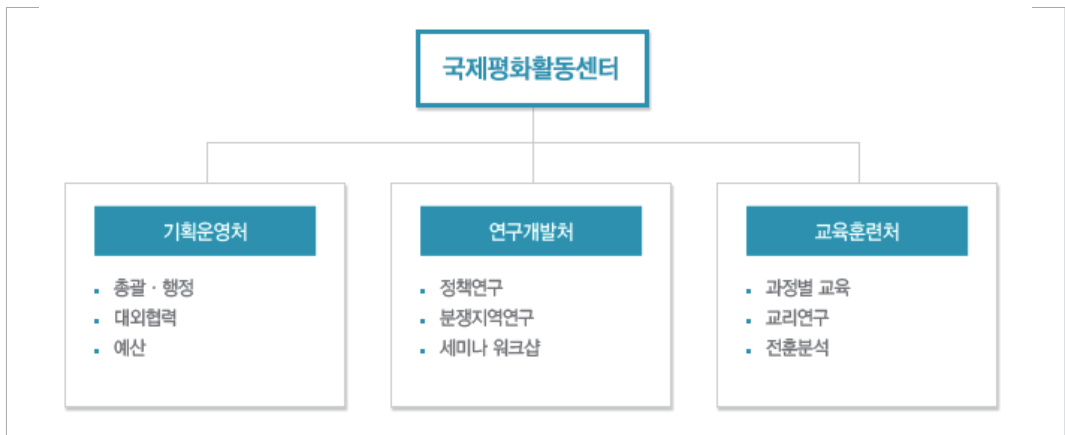 국제평화활동센터
기획운영처
총괄 · 행정
대외협력
예산
연구개발처
정책연구
분쟁지역연구
세미나 워크샵
교육훈련처
과정별 교육
교리연구
전훈분석